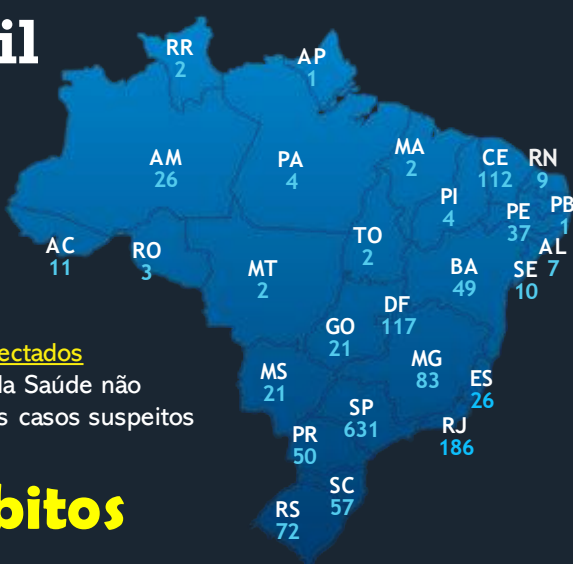 il
RR
2
AP
1
AM
26
PA
4
MA
2
CE
112
RN
9
PI
4
PE
37
PB
1
AC
11
RO
3
MT
2
TO
2
BA
49
SE
10
AL
7
DF
117
GO
21
MG
83
ES
26
MS
21
SP
631
RJ
186
PR
50
SC
57
RS
72
ectados
la Saúde não
s casos suspeitos
bitos